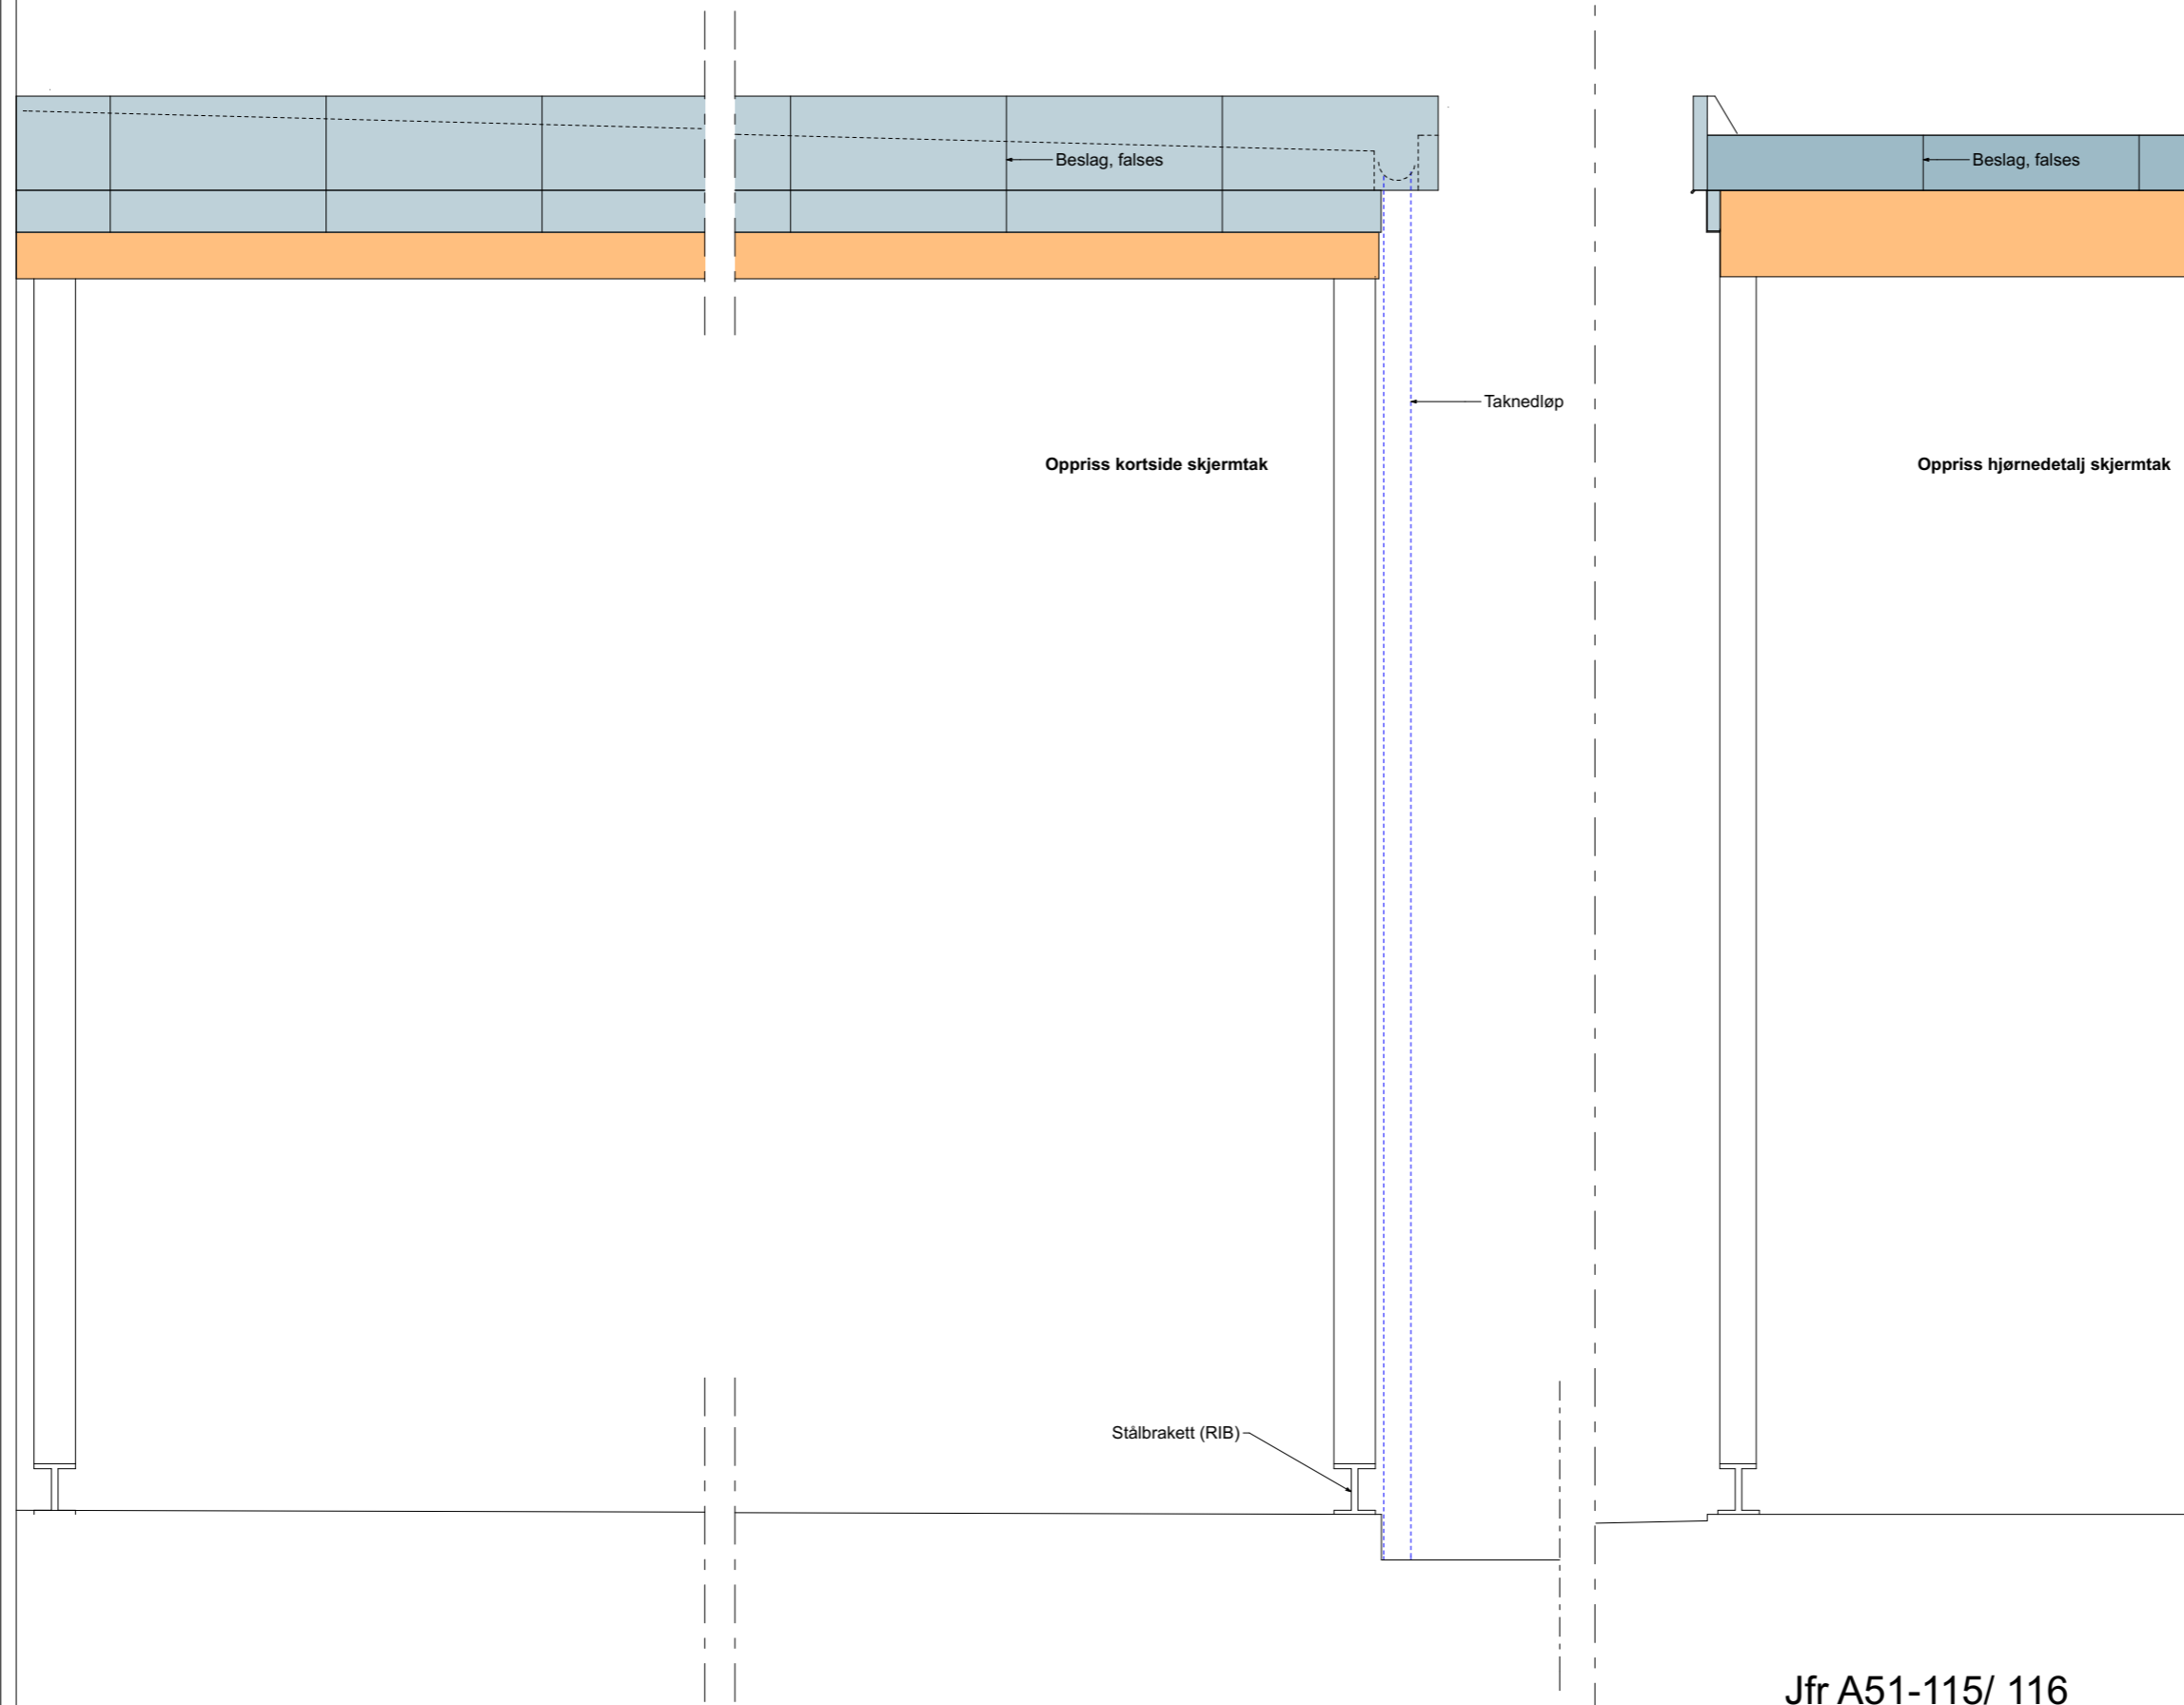 Beslag, falses
Beslag, falses
Taknedløp
Oppriss kortside skjermtak
Oppriss hjørnedetalj skjermtak
Stålbrakett (RIB)
Jfr A51-115/ 116